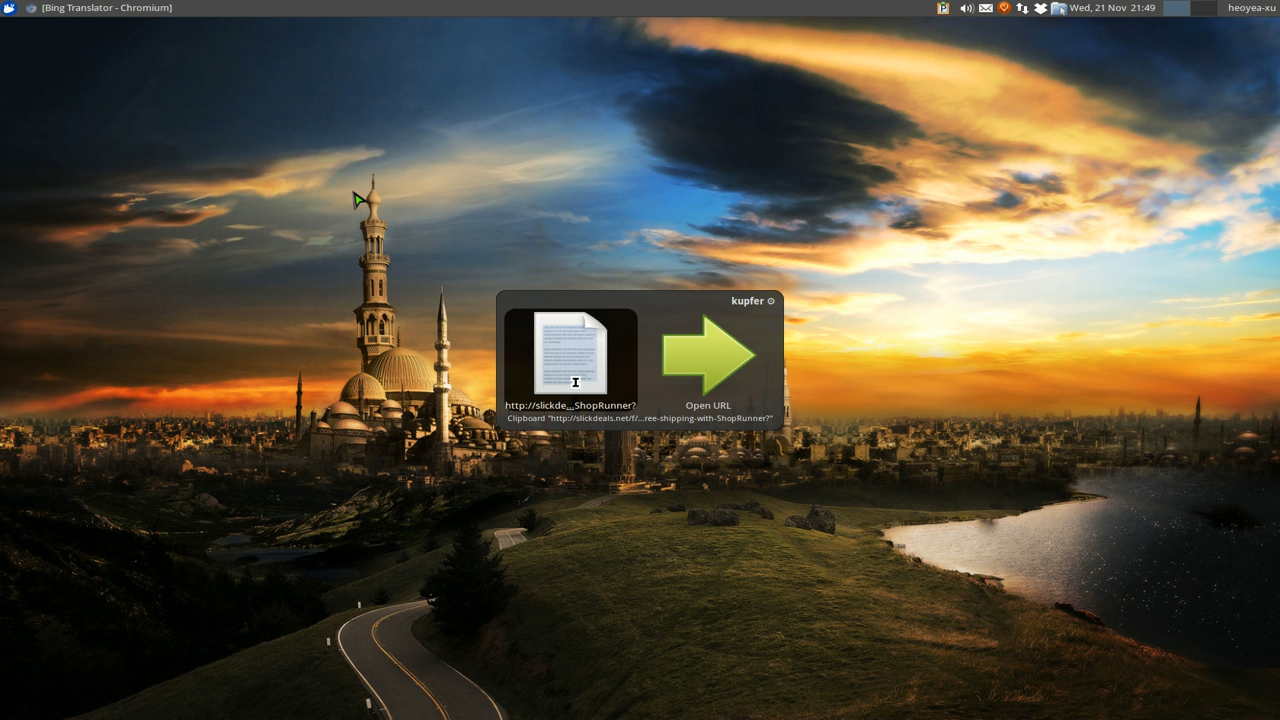 [Bing Translator - Chromium]
Wed, 21 Nov 21:49
heoyea-xu
kupfer
http://slickde...ShopRunner?
Open URL
Clipboard "http://slickdeals.net/f/...ree-shipping-with-ShopRunner?"